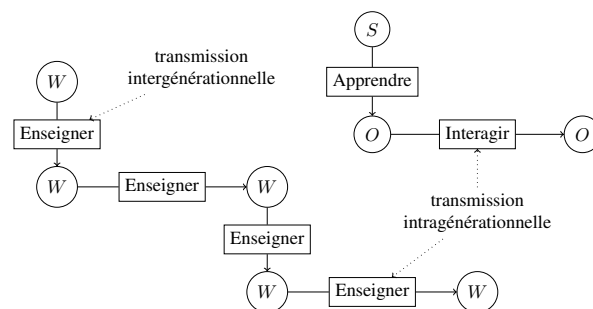 S
transmission
intergénérationnelle
W
Apprendre
Enseigner
O
Interagir
O
W
Enseigner
W
transmission
intragénérationnelle
Enseigner
W
Enseigner
W